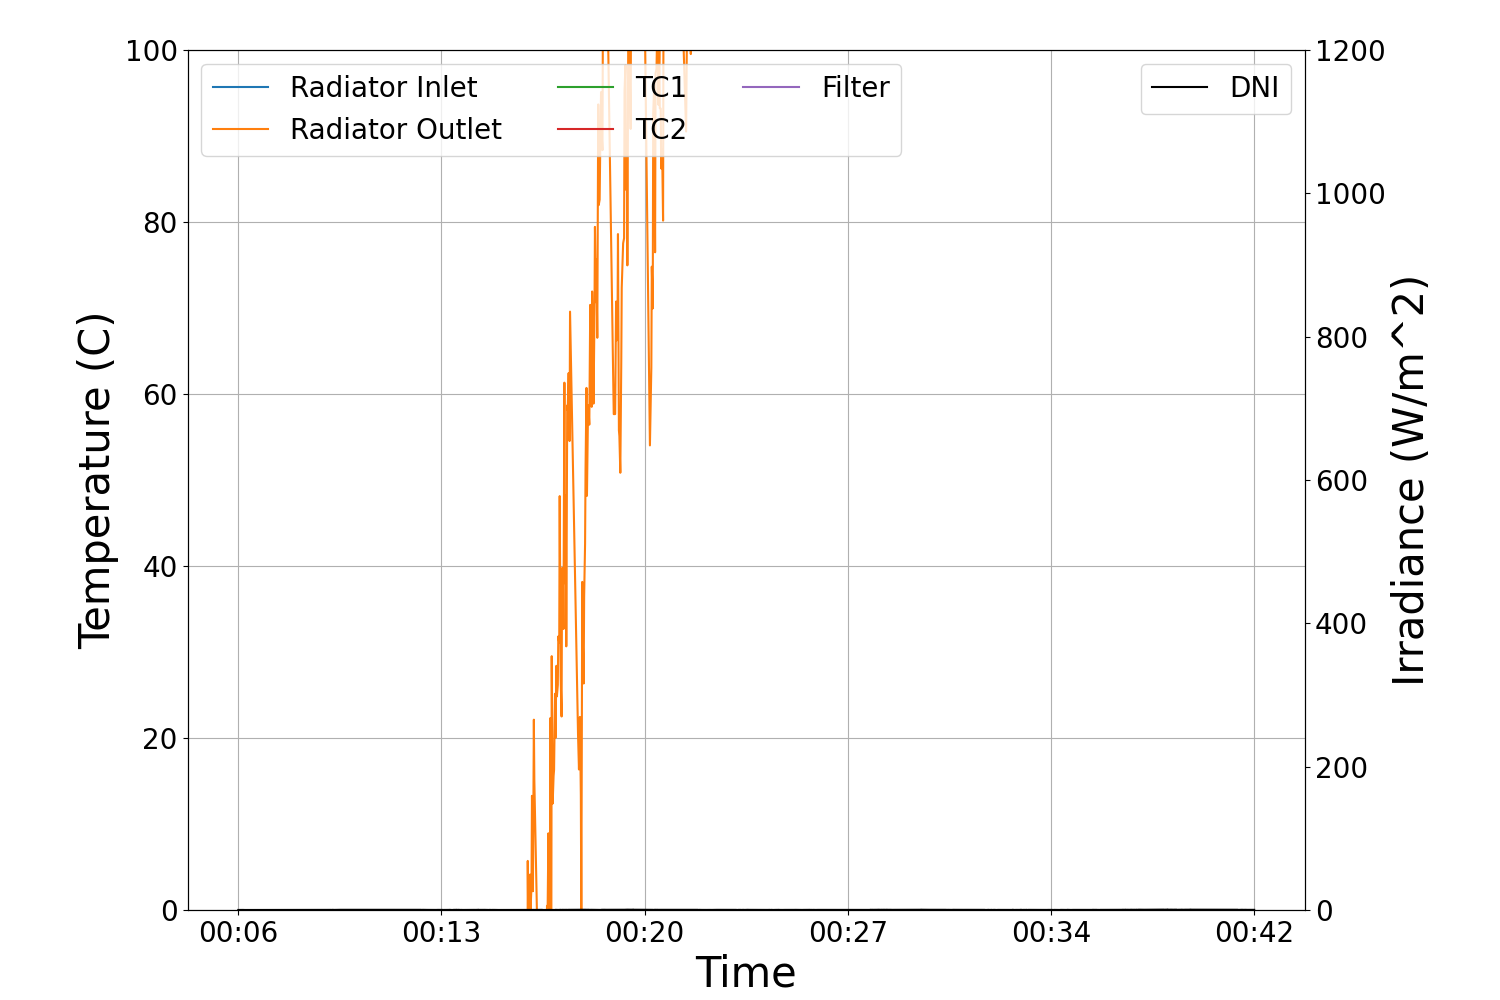 Temperature (C)
100
80
60
40
20
0
Radiator Inlet
Radiator Outlet
TC1
TC2
Filter
DNI
1200
1000
800
600
400
200
0
Irradiance (W/m^2)
00:06 00:13 00:20 00:27 00:34 00:42
Time